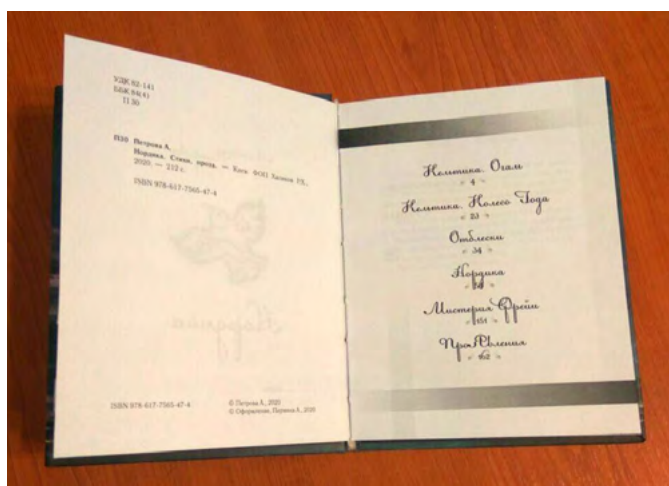 УДК 82-141
ББК 84(4)
П 30
П30 Петрова А.
Нордика. Стихи, проза. — Киев. ФОП Халиков Р.Х.,
2020. — 212 с.
ISBN 978-617-7565-47-4
ISBN 978-617-7565-47-4
© Петрова А., 2020
© Оформление, А., 2020
Кельтика. Огам
4
Кельтика. Колесо Года
23
Отблески
34
Нордика
Мистерия Фрейи
151
ПроЯвления
162